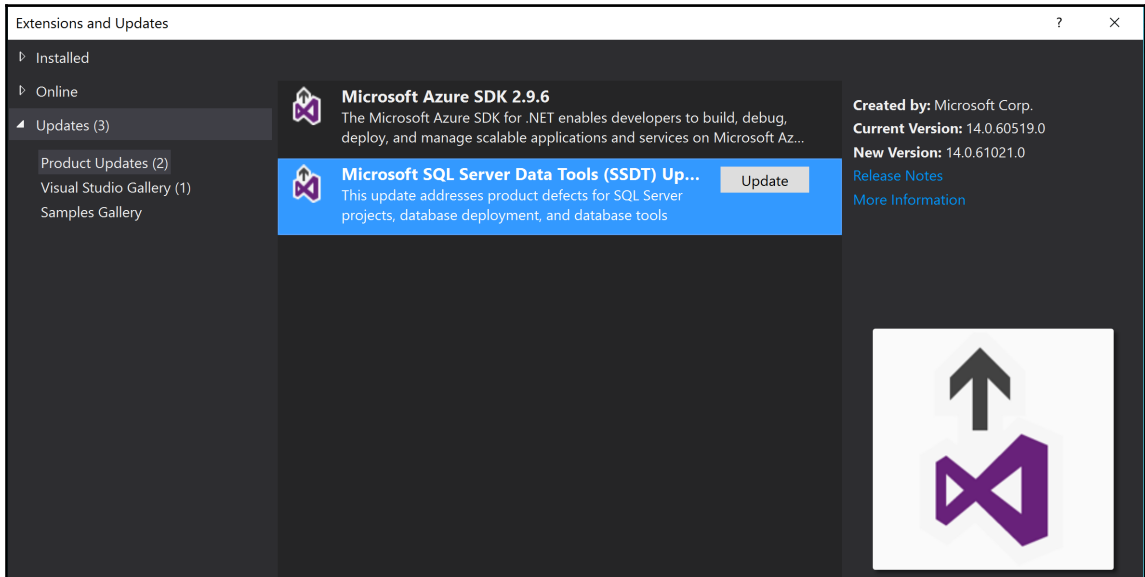 Extensions and Updates
?
Installed
Online
Updates (3)
Product Updates (2)
Visual Studio Gallery (1)
Samples Gallery
Microsoft Azure SDK 2.9.6
The Microsoft Azure SDK for .NET enables developers to build, debug,
deploy, and manage scalable applications and services on Microsoft Az...
Microsoft SQL Server Data Tools (SSDT) Up...
Update
This update addresses product defects for SQL Server
projects, database deployment, and database tools
Created by: Microsoft Corp.
Current Version: 14.0.60519.0
New Version: 14.0.61021.0
Release Notes
More Information